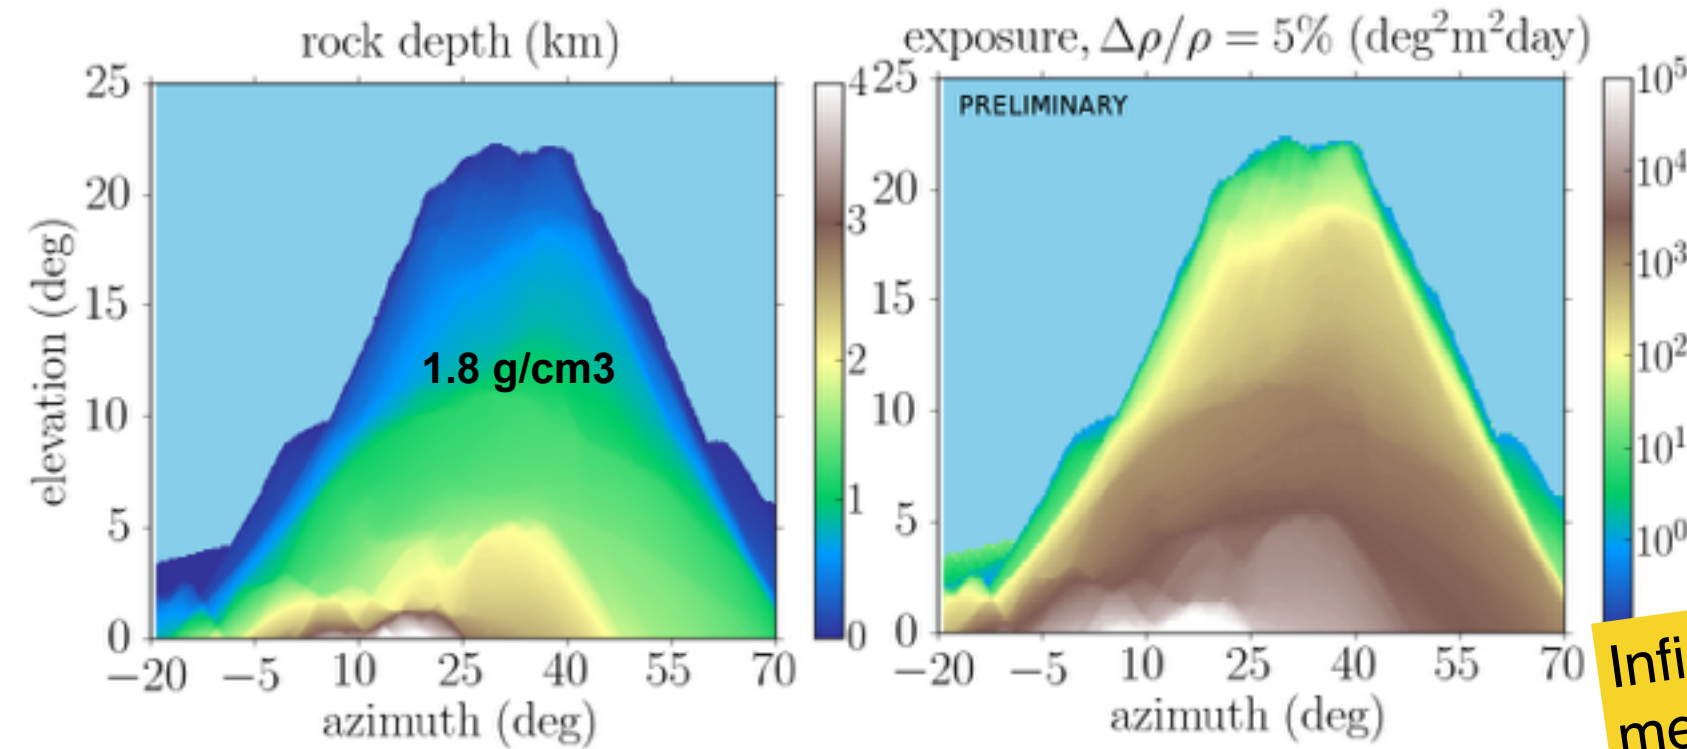 rock depth (km)
25
20
15
10
5
0
elevation (deg)
1.8 g/cm3
−20 −5 10 25 40 55 70
azimuth (deg)
4
3
2
1
0
exposure, Δρ/ρ = 5% (deg²m²day)
PRELIMINARY
25
20
15
10
5
0
−20 −5 10 25 40 55 70
azimuth (deg)
10⁵
10⁴
10³
10²
10¹
10⁰